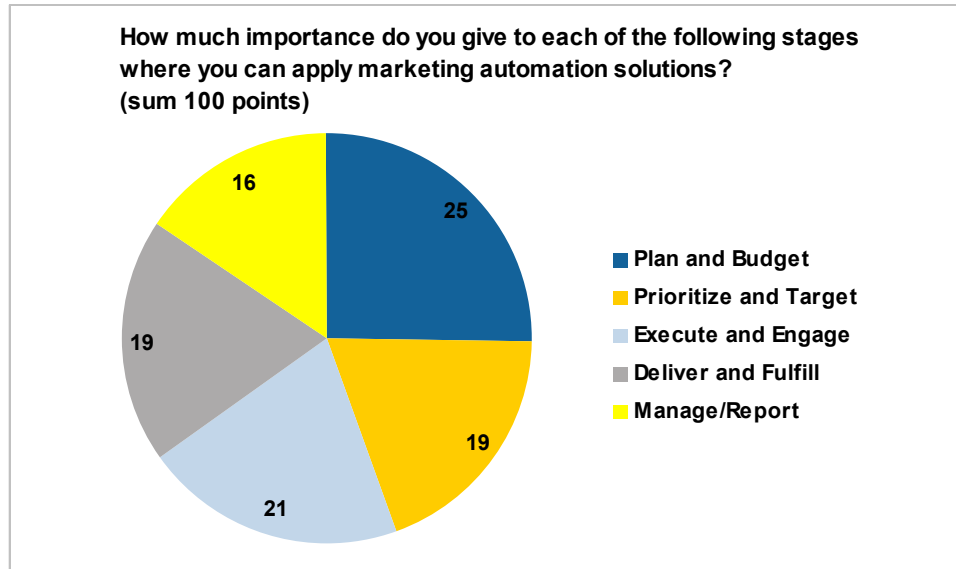 How much importance do you give to each of the following stages
where you can apply marketing automation solutions?
(sum 100 points)
16
25
Plan and Budget
Prioritize and Target
Execute and Engage
19
Deliver and Fulfill
Manage/Report
19
21